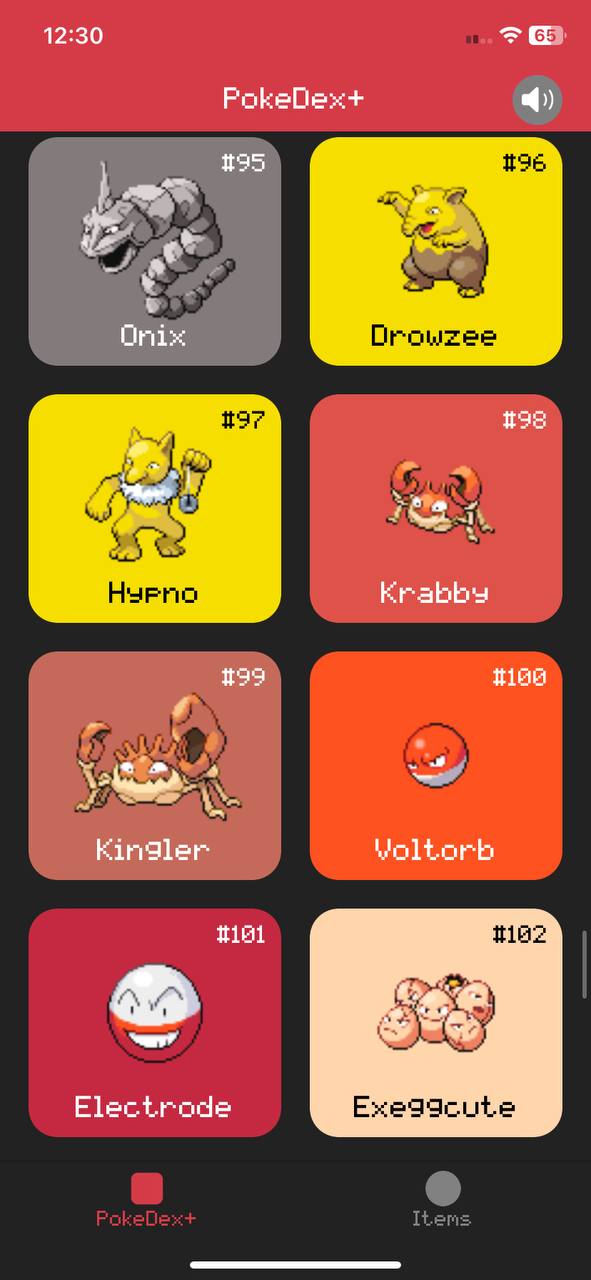 12:30
65
PokeDex+
#95
Onix
#96
Drowzee
#97
Hypno
#98
Krabby
#99
Kingler
#100
Voltorb
#101
Electrode
#102
Exeggcute
PokeDex+
Items